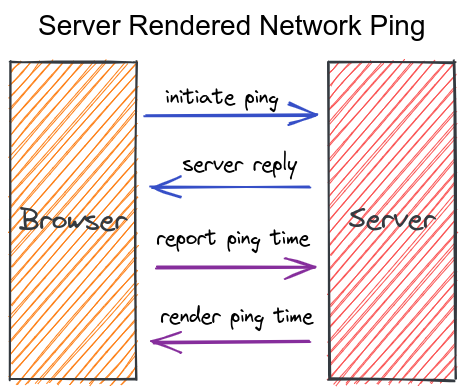 Server Rendered Network Ping
initiate ping
server reply
Browser
Server
report ping time
render ping time